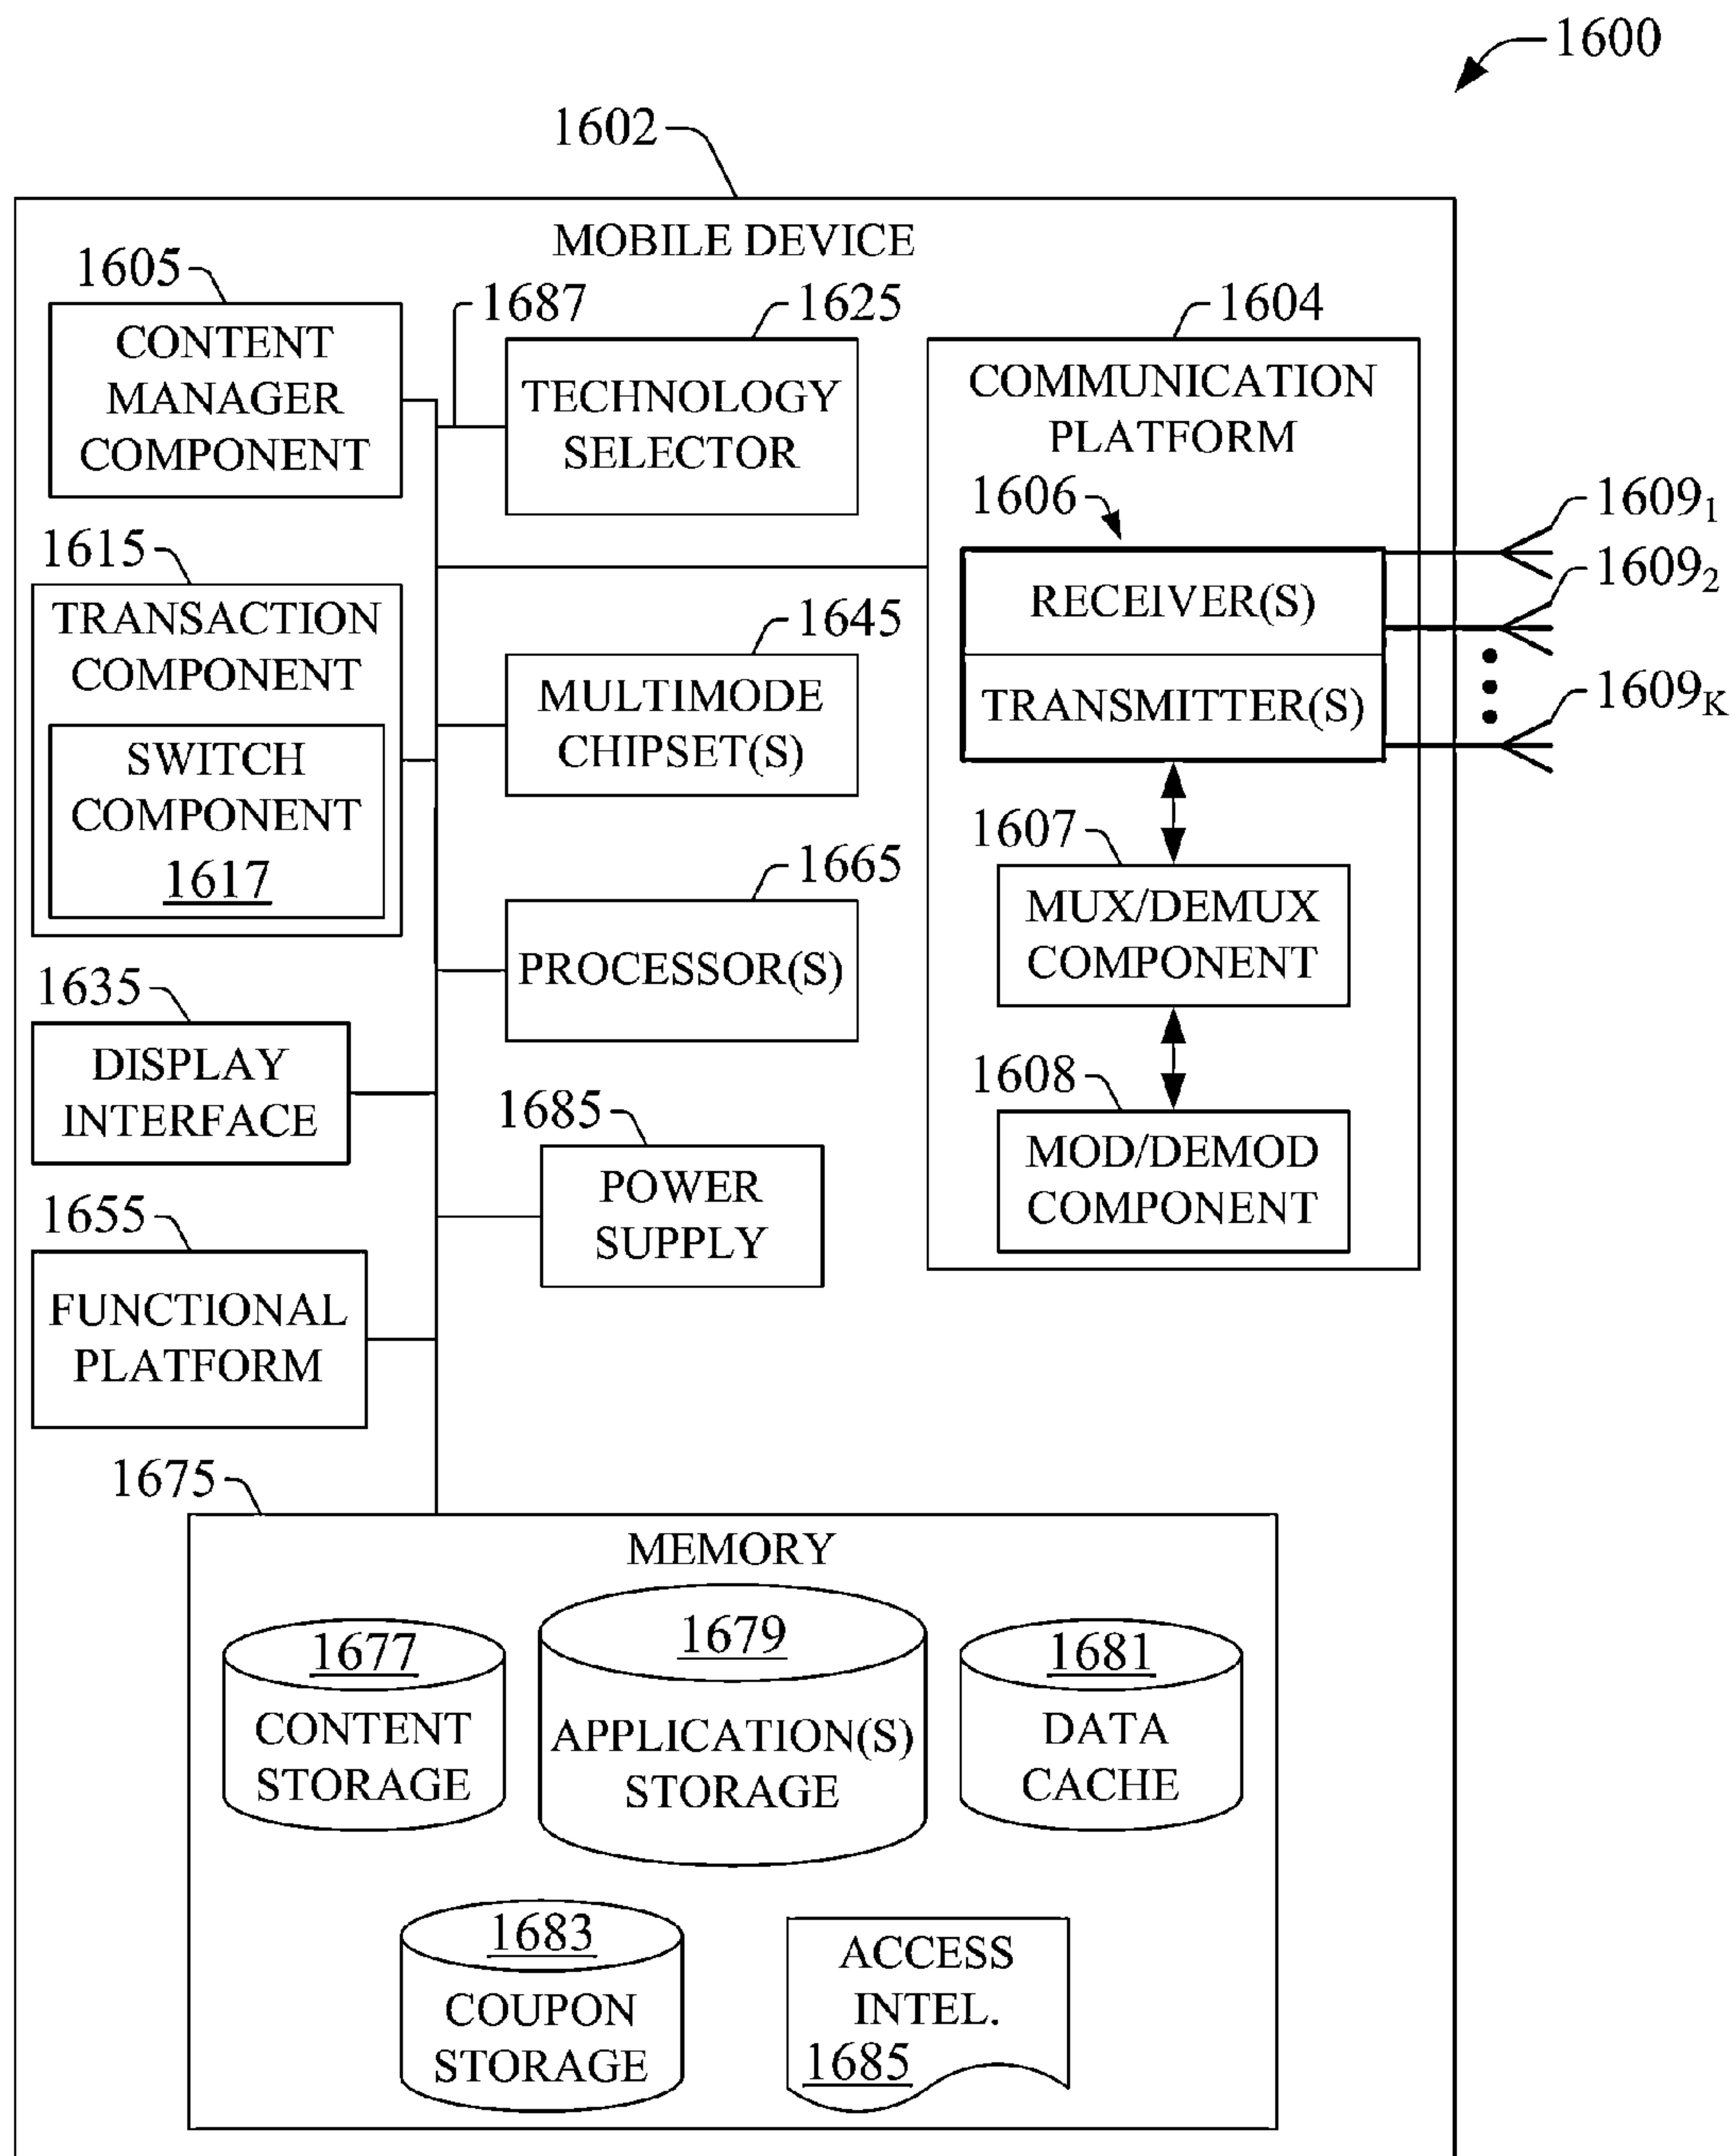 1600
1602
MOBILE DEVICE
1605
CONTENT
MANAGER
COMPONENT
1687
1625
TECHNOLOGY
SELECTOR
1604
COMMUNICATION
PLATFORM
1606
RECEIVER(S)
TRANSMITTER(S)
1609₁
1609₂
1609K
1615
TRANSACTION
COMPONENT
SWITCH
COMPONENT
1617
1645
MULTIMODE
CHIPSET(S)
1607
MUX/DEMUX
COMPONENT
1665
PROCESSOR(S)
1635
DISPLAY
INTERFACE
1608
MOD/DEMOD
COMPONENT
1685
POWER
SUPPLY
1655
FUNCTIONAL
PLATFORM
1675
MEMORY
1677
CONTENT
STORAGE
1679
APPLICATION(S)
STORAGE
1681
DATA
CACHE
1683
COUPON
STORAGE
ACCESS
INTEL.
1685